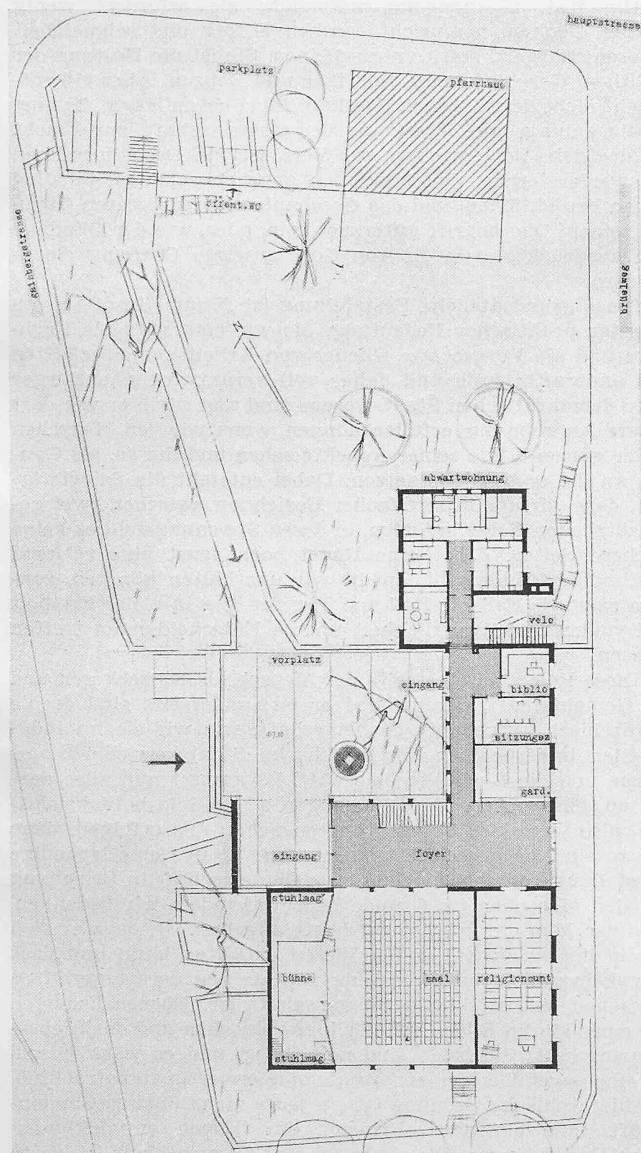 hauptstrasse
parkplatz
pfarrhaus
öffent.WC
gaisbergstrasse
brüelweg
N
abwartwohnung
velo
vorplatz
eingang
biblio
sitzungsz
gard.
eingang
foyer
stuhlmag
bühne
saal
religionsunt
stuhlmag